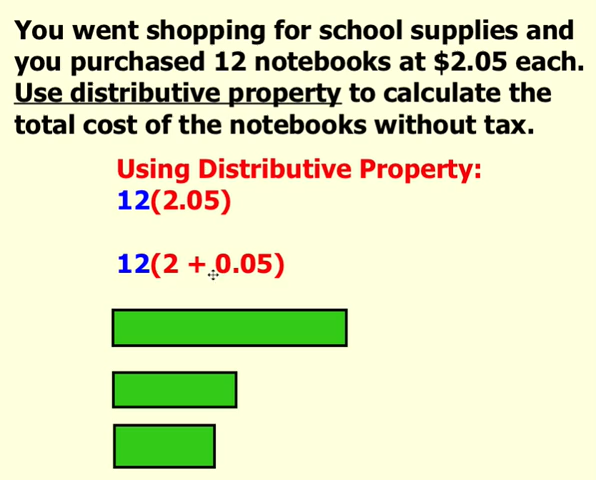 You went shopping for school supplies and
you purchased 12 notebooks at $2.05 each.
Use distributive property to calculate the
total cost of the notebooks without tax.
Using Distributive Property:
12(2.05)
12(2 + 0.05)